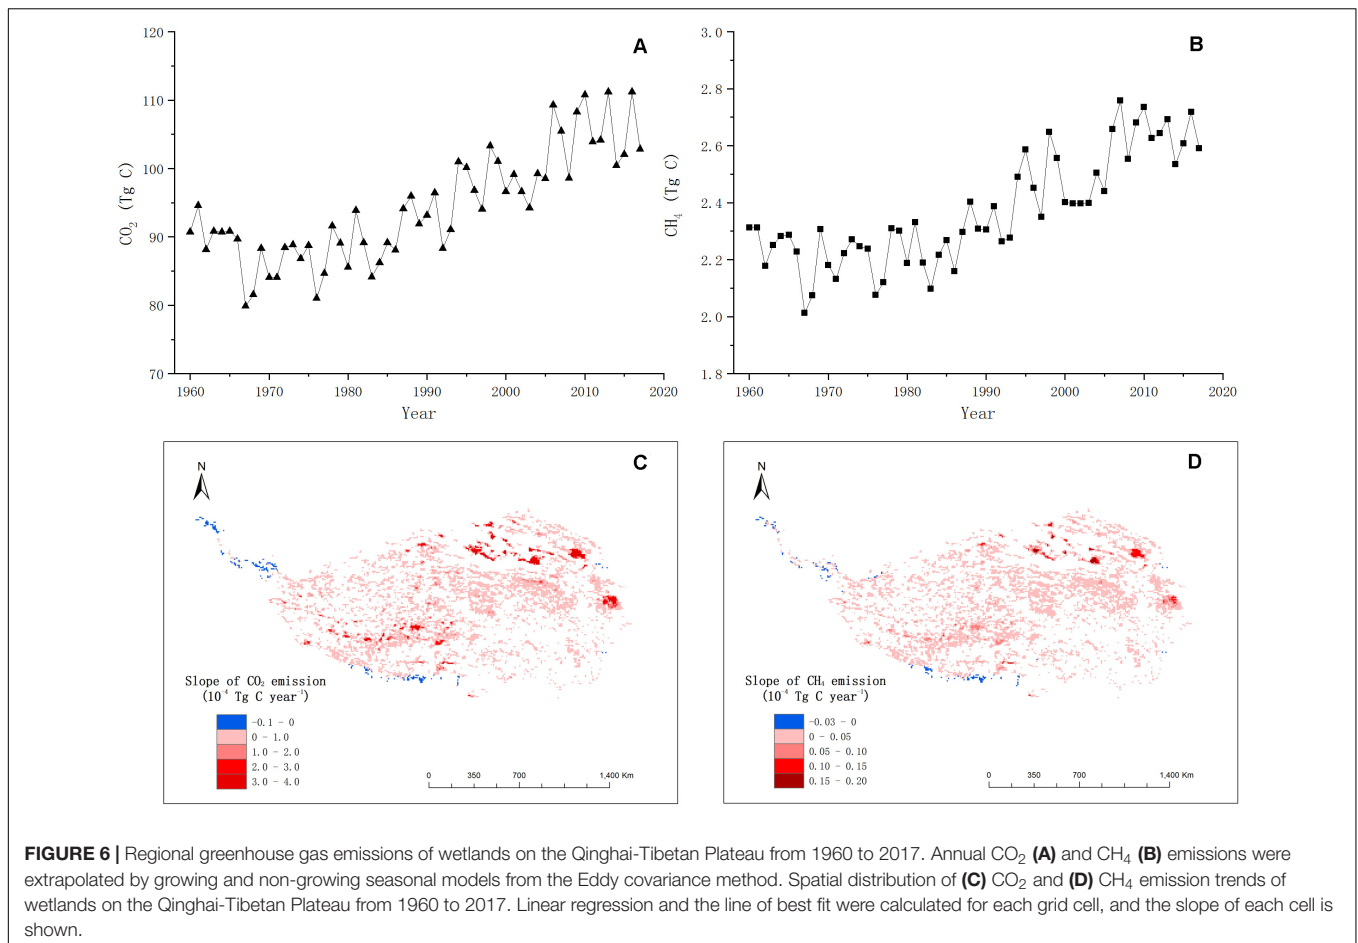 A
120
110
100
90
80
70
CO₂ (Tg C)
1960 1970 1980 1990 2000 2010 2020
Year
B
3.0
2.8
2.6
2.4
2.2
2.0
1.8
CH₄ (Tg C)
1960 1970 1980 1990 2000 2010 2020
Year
C
N
Slope of CO₂ emission
(10⁻⁴ Tg C year⁻¹)
-0.1 - 0
0 - 1.0
1.0 - 2.0
2.0 - 3.0
3.0 - 4.0
0 350 700 1,400 Km
D
N
Slope of CH₄ emission
(10⁻⁴ Tg C year⁻¹)
-0.03 - 0
0 - 0.05
0.05 - 0.10
0.10 - 0.15
0.15 - 0.20
0 350 700 1,400 Km
FIGURE 6 | Regional greenhouse gas emissions of wetlands on the Qinghai-Tibetan Plateau from 1960 to 2017. Annual CO₂ (A) and CH₄ (B) emissions were
extrapolated by growing and non-growing seasonal models from the Eddy covariance method. Spatial distribution of (C) CO₂ and (D) CH₄ emission trends of
wetlands on the Qinghai-Tibetan Plateau from 1960 to 2017. Linear regression and the line of best fit were calculated for each grid cell, and the slope of each cell is
shown.